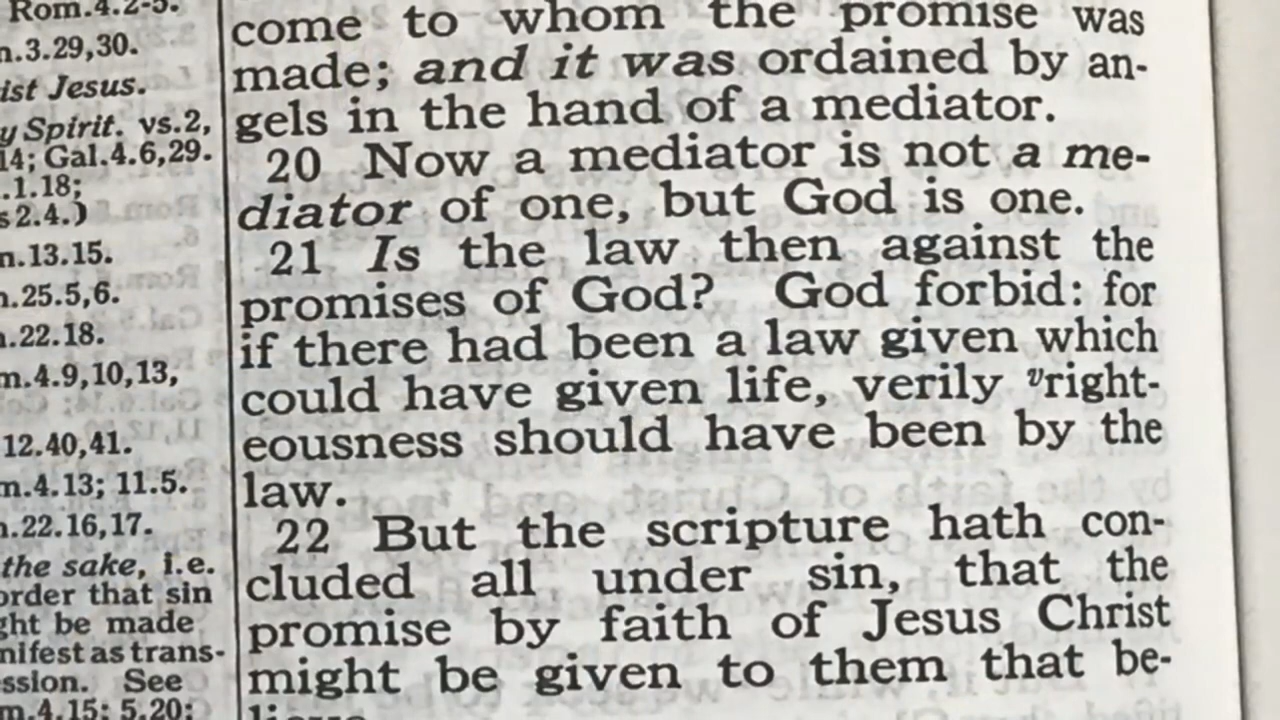 Rom.4.2-5.
n.3.29,30.
ist Jesus.
y Spirit. vs.2,
14; Gal.4.6,29.
.1.18;
s 2.4.)
n.13.15.
.25.5,6.
.22.18.
m.4.9,10,13,
12.40,41.
m.4.13; 11.5.
.22.16,17.
the sake, i.e.
order that sin
ght be made
nifest as trans-
ssion. See
m.4.15; 5.20;
come to whom the promise was
made; and it was ordained by an-
gels in the hand of a mediator.
20 Now a mediator is not a me-
diator of one, but God is one.
21 Is the law then against the
promises of God? God forbid: for
if there had been a law given which
could have given life, verily vright-
eousness should have been by the
law.
22 But the scripture hath con-
cluded all under sin, that the
promise by faith of Jesus Christ
might be given to them that be-